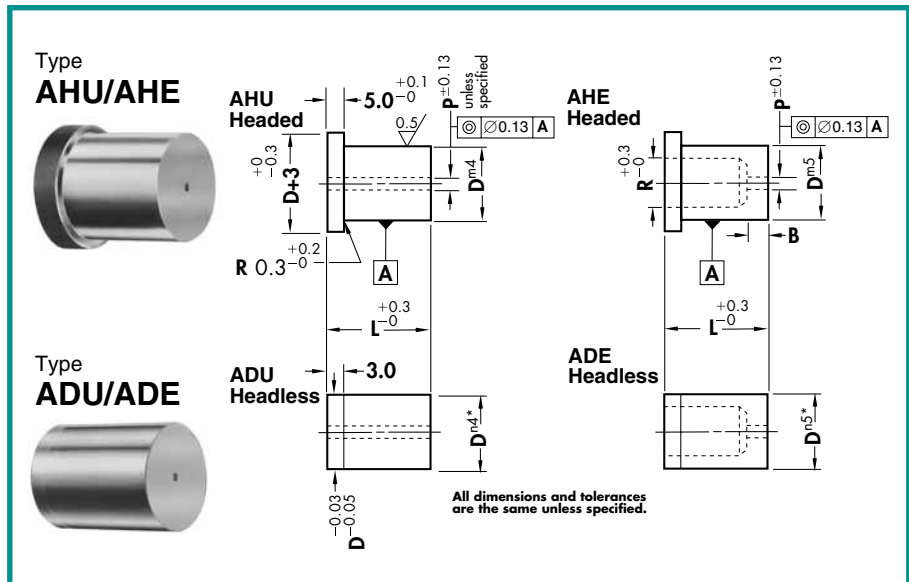 Type
AHU/AHE
AHU
Headed
5.0 +0.1 -0
0.5
P±0.13
unless
specified
◎ ∅0.13 A
D+3 +0 -0.3
Dm4
R 0.3 +0.2 -0
A
L +0.3 -0
AHE
Headed
P±0.13
◎ ∅0.13 A
R +0.3 -0
Dm5
B
A
L +0.3 -0
Type
ADU/ADE
ADU
Headless
3.0
Dn4*
D -0.03 -0.05
ADE
Headless
Dn5*
All dimensions and tolerances
are the same unless specified.